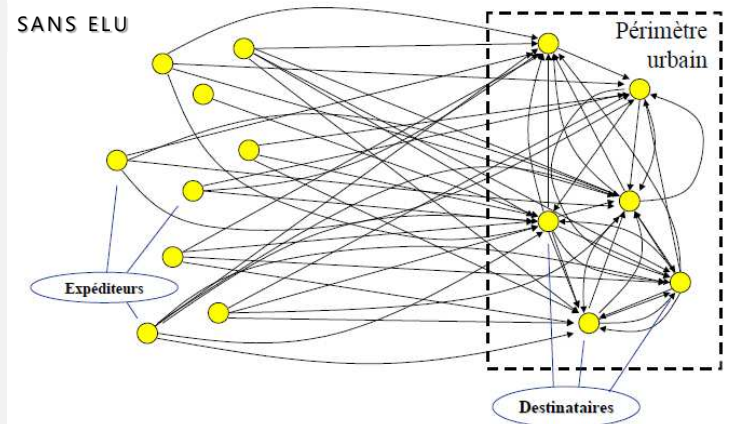 SANS ELU
Périmètre
urbain
Expéditeurs
Destinataires